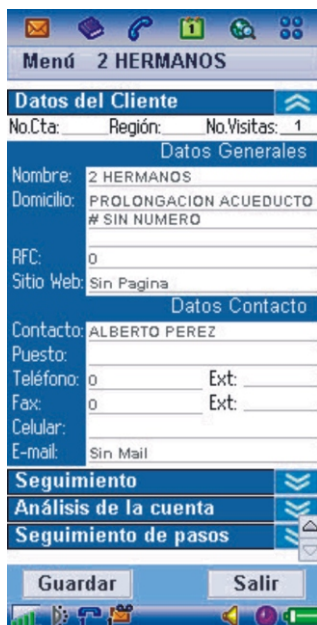 1
Menú 2 HERMANOS
Datos del Cliente
No.Cta: Región: No.Visitas: 1
Datos Generales
Nombre: 2 HERMANOS
Domicilio: PROLONGACION ACUEDUCTO
# SIN NUMERO
RFC: 0
Sitio Web: Sin Pagina
Datos Contacto
Contacto: ALBERTO PEREZ
Puesto:
Teléfono: 0 Ext:
Fax: 0 Ext:
Celular:
E-mail: Sin Mail
Seguimiento
Análisis de la cuenta
Seguimiento de pasos
Guardar Salir